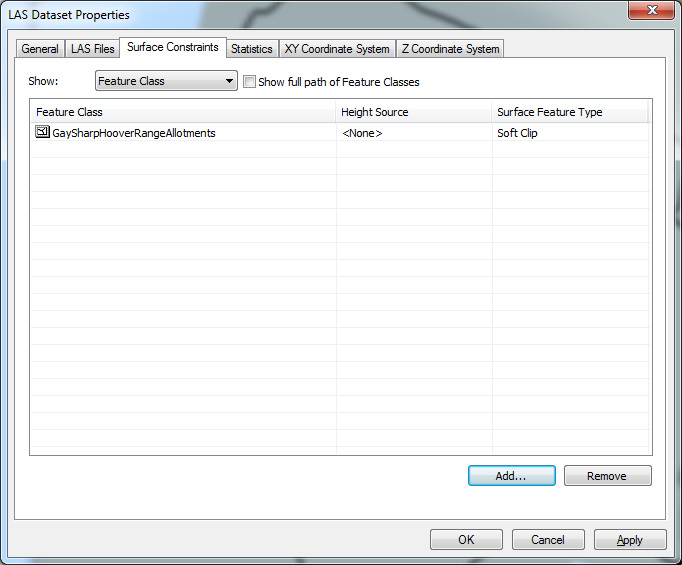 LAS Dataset Properties
General LAS Files Surface Constraints Statistics XY Coordinate System Z Coordinate System
Show: Feature Class Show full path of Feature Classes
Feature Class Height Source Surface Feature Type
GaySharpHooverRangeAllotments <None> Soft Clip
Add... Remove
OK Cancel Apply